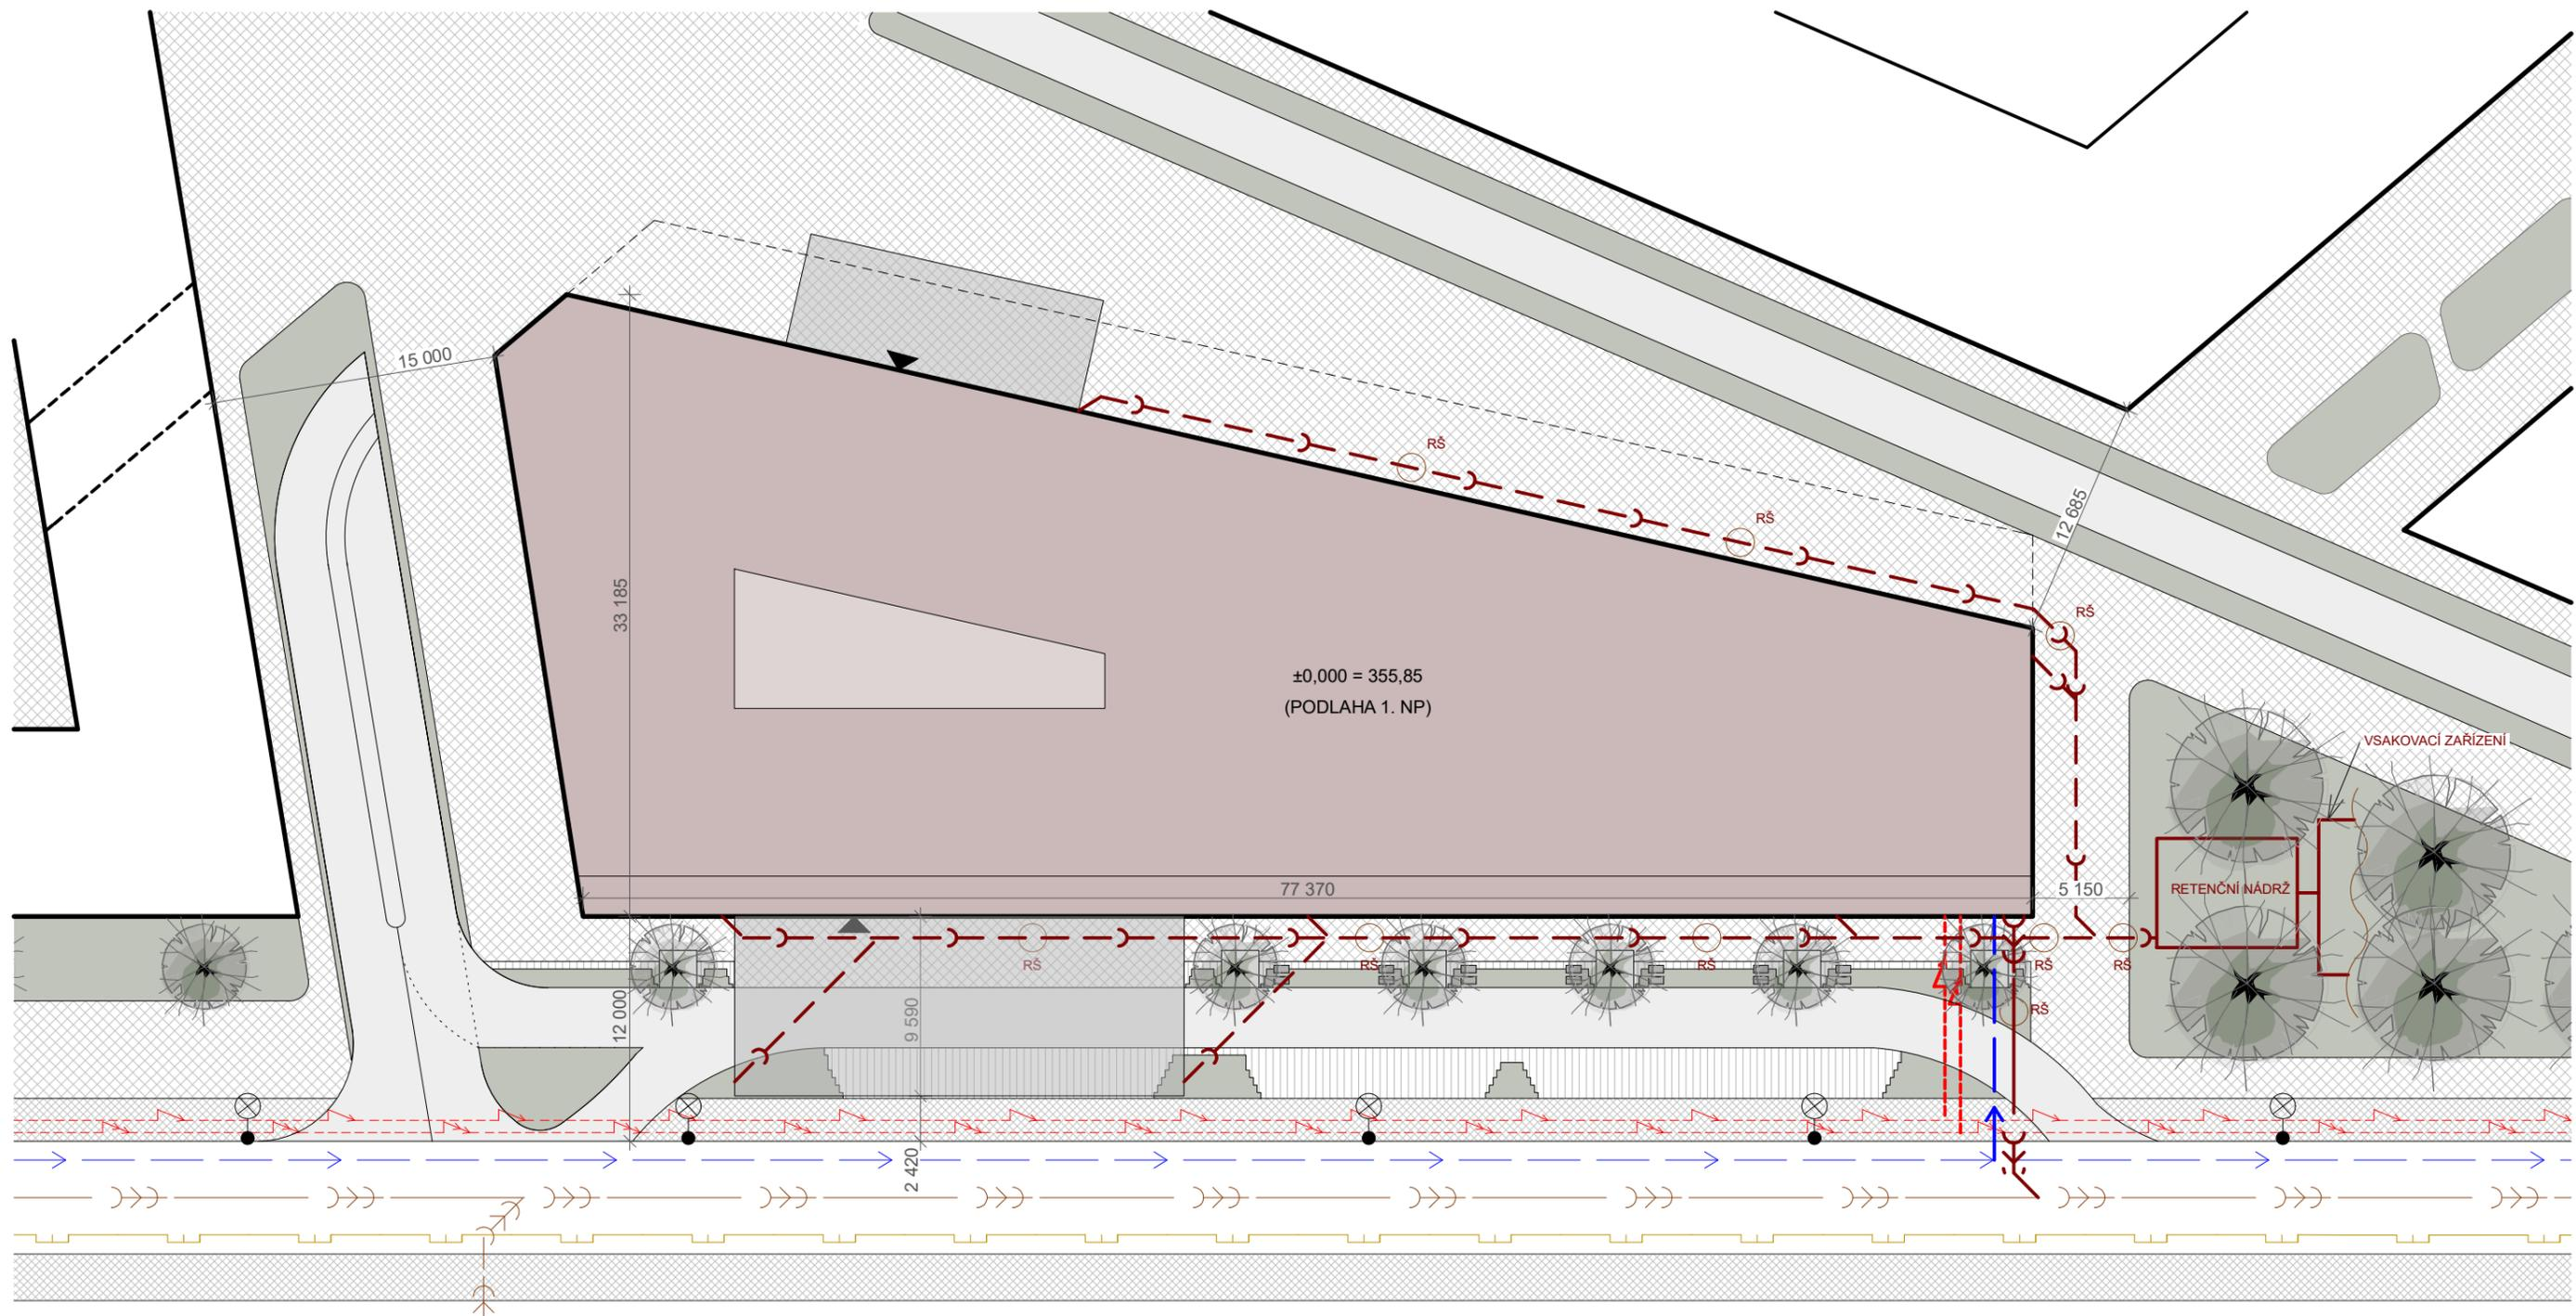 15 000
RŠ
RŠ
12 685
33 185
RŠ
±0,000 = 355,85
(PODLAHA 1. NP)
VSAKOVACÍ ZAŘÍZENÍ
77 370
5 150
RETENČNÍ NÁDRŽ
RŠ
RŠ
RŠ
RŠ
RŠ
12 000
9 590
RŠ
2 420